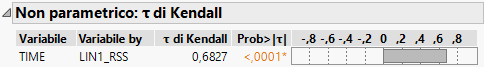 Non parametrico: τ di Kendall
Variabile Variabile by τ di Kendall Prob>|τ| -,8 -,6 -,4 -,2 0 ,2 ,4 ,6 ,8
TIME LIN1_RSS 0,6827 <,0001*